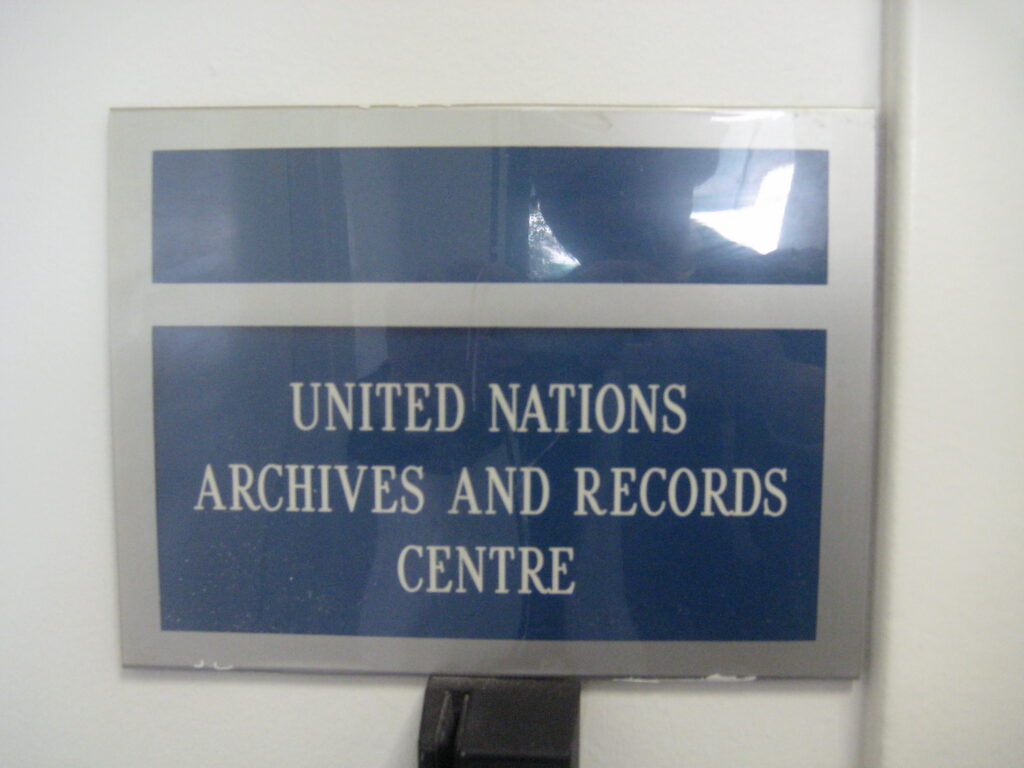 UNITED NATIONS
ARCHIVES AND RECORDS
CENTRE